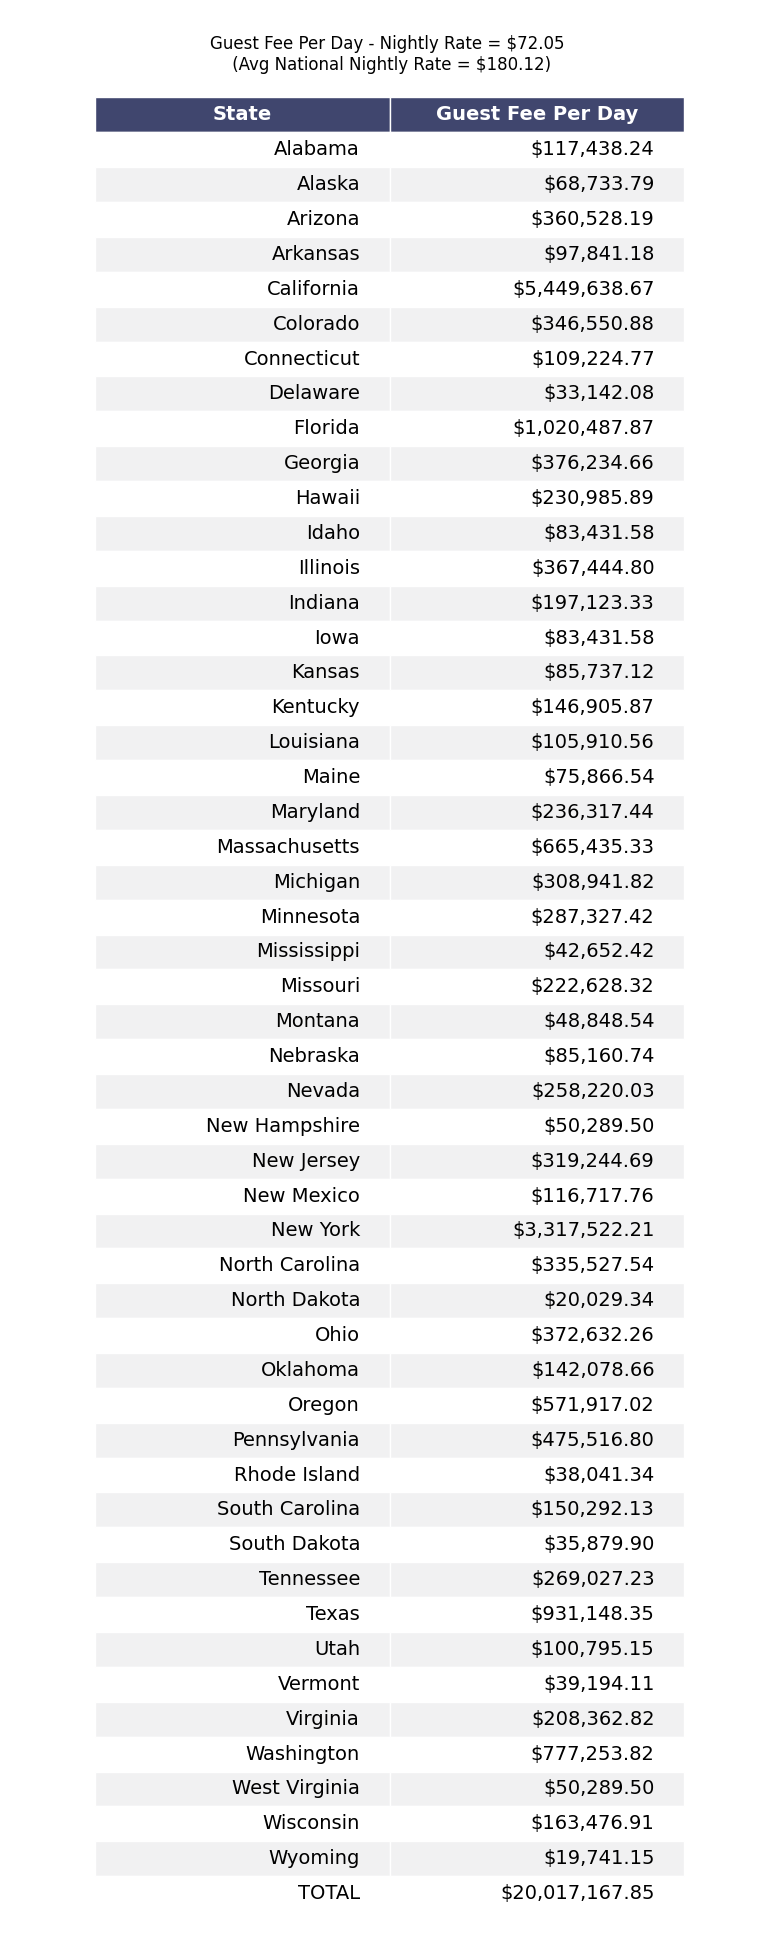 Guest Fee Per Day - Nightly Rate = $72.05
(Avg National Nightly Rate = $180.12)
State Guest Fee Per Day
Alabama $117,438.24
Alaska $68,733.79
Arizona $360,528.19
Arkansas $97,841.18
California $5,449,638.67
Colorado $346,550.88
Connecticut $109,224.77
Delaware $33,142.08
Florida $1,020,487.87
Georgia $376,234.66
Hawaii $230,985.89
Idaho $83,431.58
Illinois $367,444.80
Indiana $197,123.33
Iowa $83,431.58
Kansas $85,737.12
Kentucky $146,905.87
Louisiana $105,910.56
Maine $75,866.54
Maryland $236,317.44
Massachusetts $665,435.33
Michigan $308,941.82
Minnesota $287,327.42
Mississippi $42,652.42
Missouri $222,628.32
Montana $48,848.54
Nebraska $85,160.74
Nevada $258,220.03
New Hampshire $50,289.50
New Jersey $319,244.69
New Mexico $116,717.76
New York $3,317,522.21
North Carolina $335,527.54
North Dakota $20,029.34
Ohio $372,632.26
Oklahoma $142,078.66
Oregon $571,917.02
Pennsylvania $475,516.80
Rhode Island $38,041.34
South Carolina $150,292.13
South Dakota $35,879.90
Tennessee $269,027.23
Texas $931,148.35
Utah $100,795.15
Vermont $39,194.11
Virginia $208,362.82
Washington $777,253.82
West Virginia $50,289.50
Wisconsin $163,476.91
Wyoming $19,741.15
TOTAL $20,017,167.85